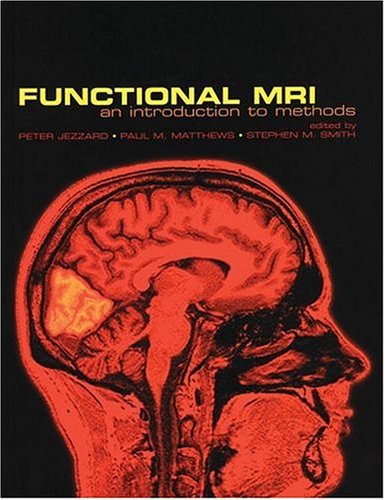 FUNCTIONAL MRI
an introduction to methods
edited by
PETER JEZZARD • PAUL M. MATTHEWS • STEPHEN M. SMITH